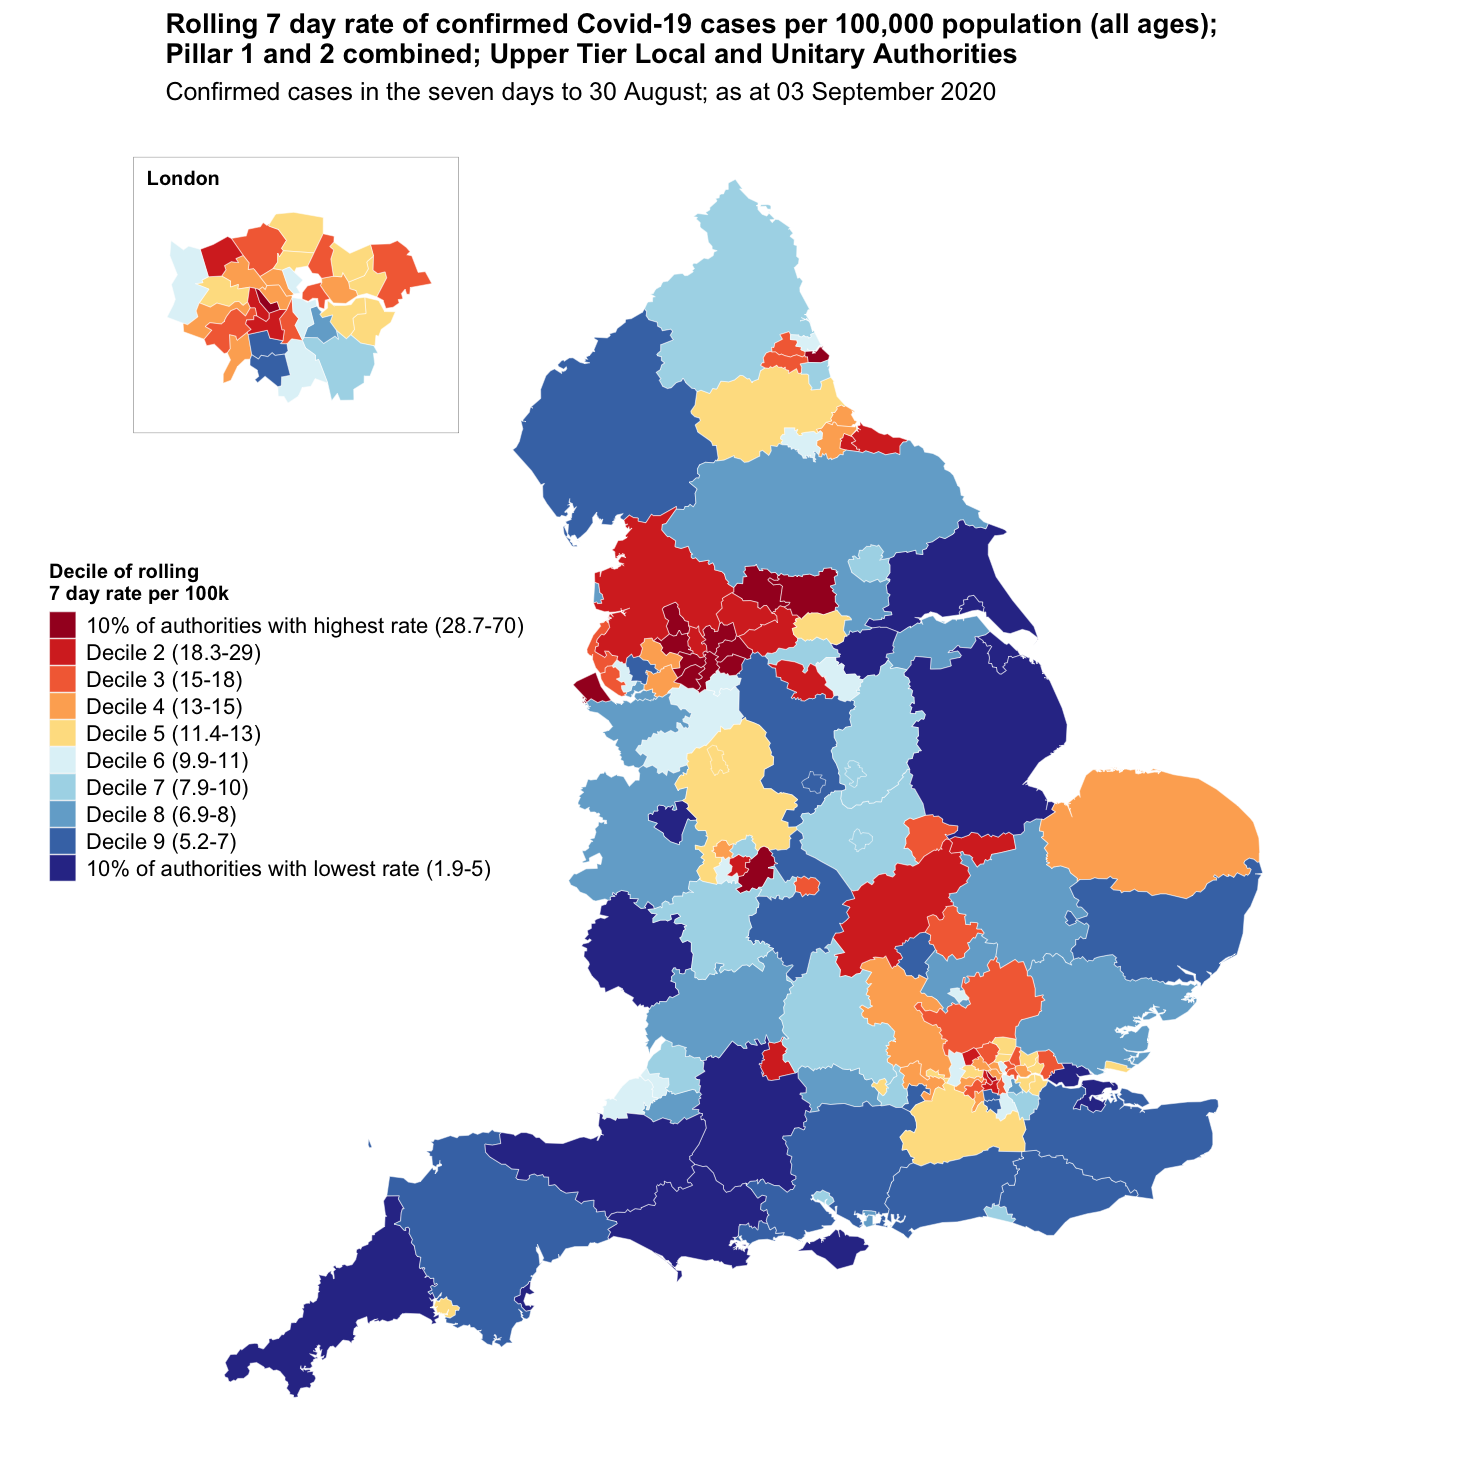 Rolling 7 day rate of confirmed Covid-19 cases per 100,000 population (all ages);
Pillar 1 and 2 combined; Upper Tier Local and Unitary Authorities
Confirmed cases in the seven days to 30 August; as at 03 September 2020
London
Decile of rolling
7 day rate per 100k
10% of authorities with highest rate (28.7-70)
Decile 2 (18.3-29)
Decile 3 (15-18)
Decile 4 (13-15)
Decile 5 (11.4-13)
Decile 6 (9.9-11)
Decile 7 (7.9-10)
Decile 8 (6.9-8)
Decile 9 (5.2-7)
10% of authorities with lowest rate (1.9-5)